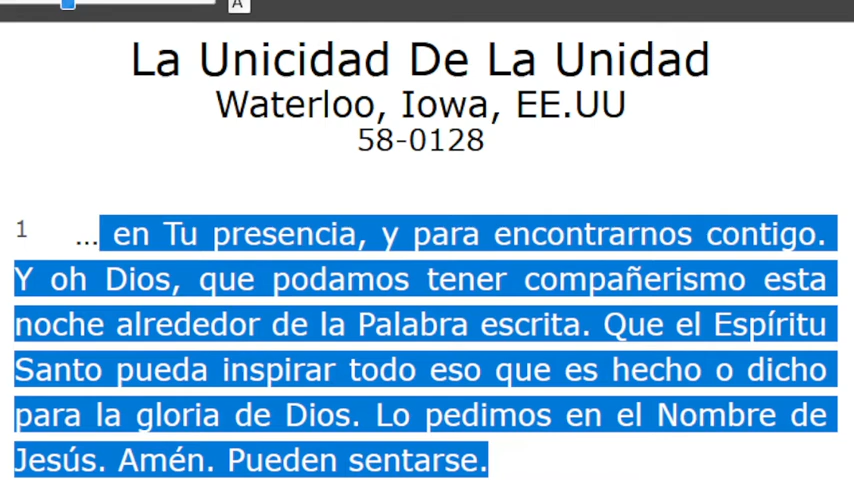 A
La Unicidad De La Unidad
Waterloo, Iowa, EE.UU
58-0128
1 ... en Tu presencia, y para encontrarnos contigo.
Y oh Dios, que podamos tener compañerismo esta
noche alrededor de la Palabra escrita. Que el Espíritu
Santo pueda inspirar todo eso que es hecho o dicho
para la gloria de Dios. Lo pedimos en el Nombre de
Jesús. Amén. Pueden sentarse.